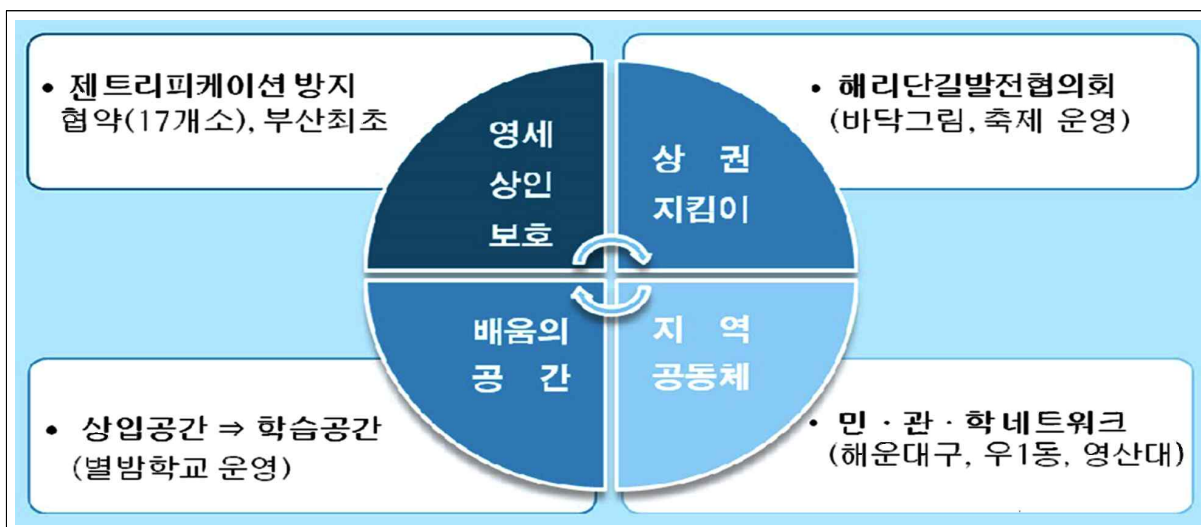 • 젠트리피케이션 방지
협약(17개소), 부산최초
영세
상인
보호
상 권
지킴이
• 해리단길발전협의회
(바닥그림, 축제 운영)
배움의
공 간
• 상입공간 ⇒ 학습공간
(별밤학교 운영)
지 역
공동체
• 민 · 관 · 학 네트워크
(해운대구, 우1동, 영산대)